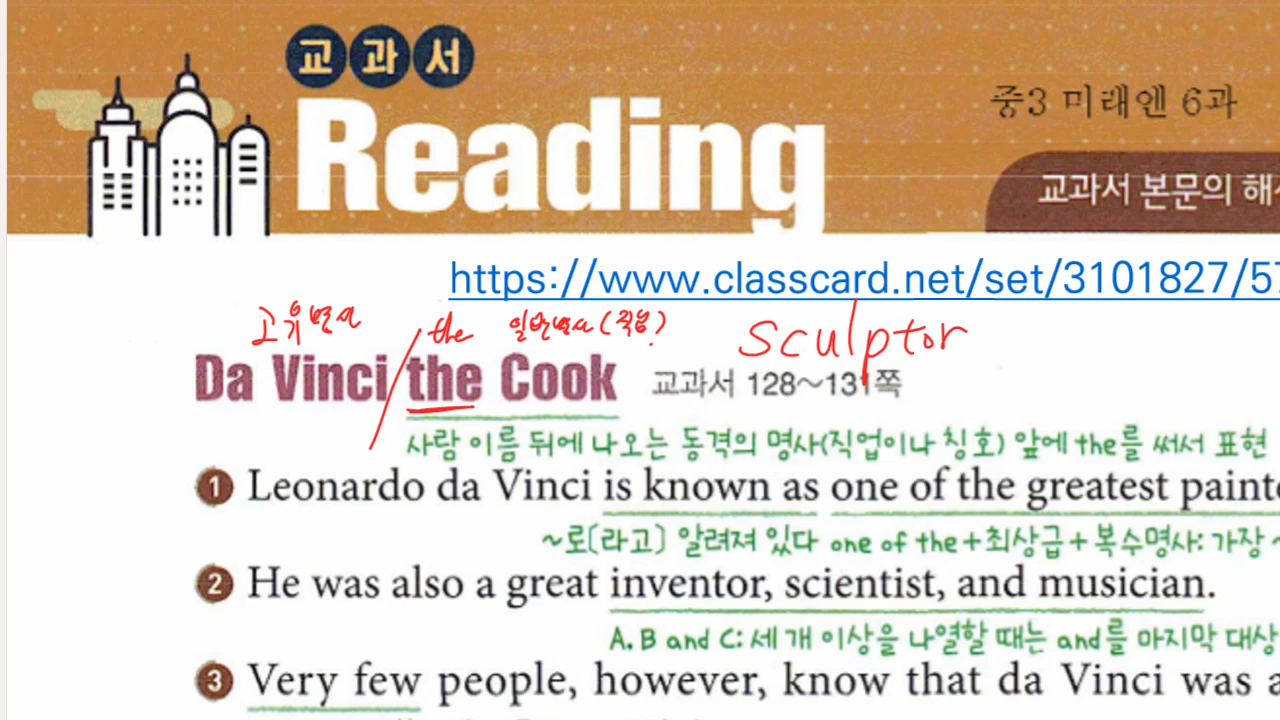 교과서
Reading
중3 미래엔 6과
교과서 본문의 해
https://www.classcard.net/set/3101827/57
고유명사 the 일반명사(직업) sculptor
Da Vinci the Cook 교과서 128~131쪽
사람 이름 뒤에 나오는 동격의 명사(직업이나 칭호) 앞에 the를 써서 표현
1 Leonardo da Vinci is known as one of the greatest paint
~로[라고] 알려져 있다 one of the+최상급+복수명사: 가장 ~
2 He was also a great inventor, scientist, and musician.
A, B and C: 세 개 이상을 나열할 때는 and를 마지막 대상
3 Very few people, however, know that da Vinci was a